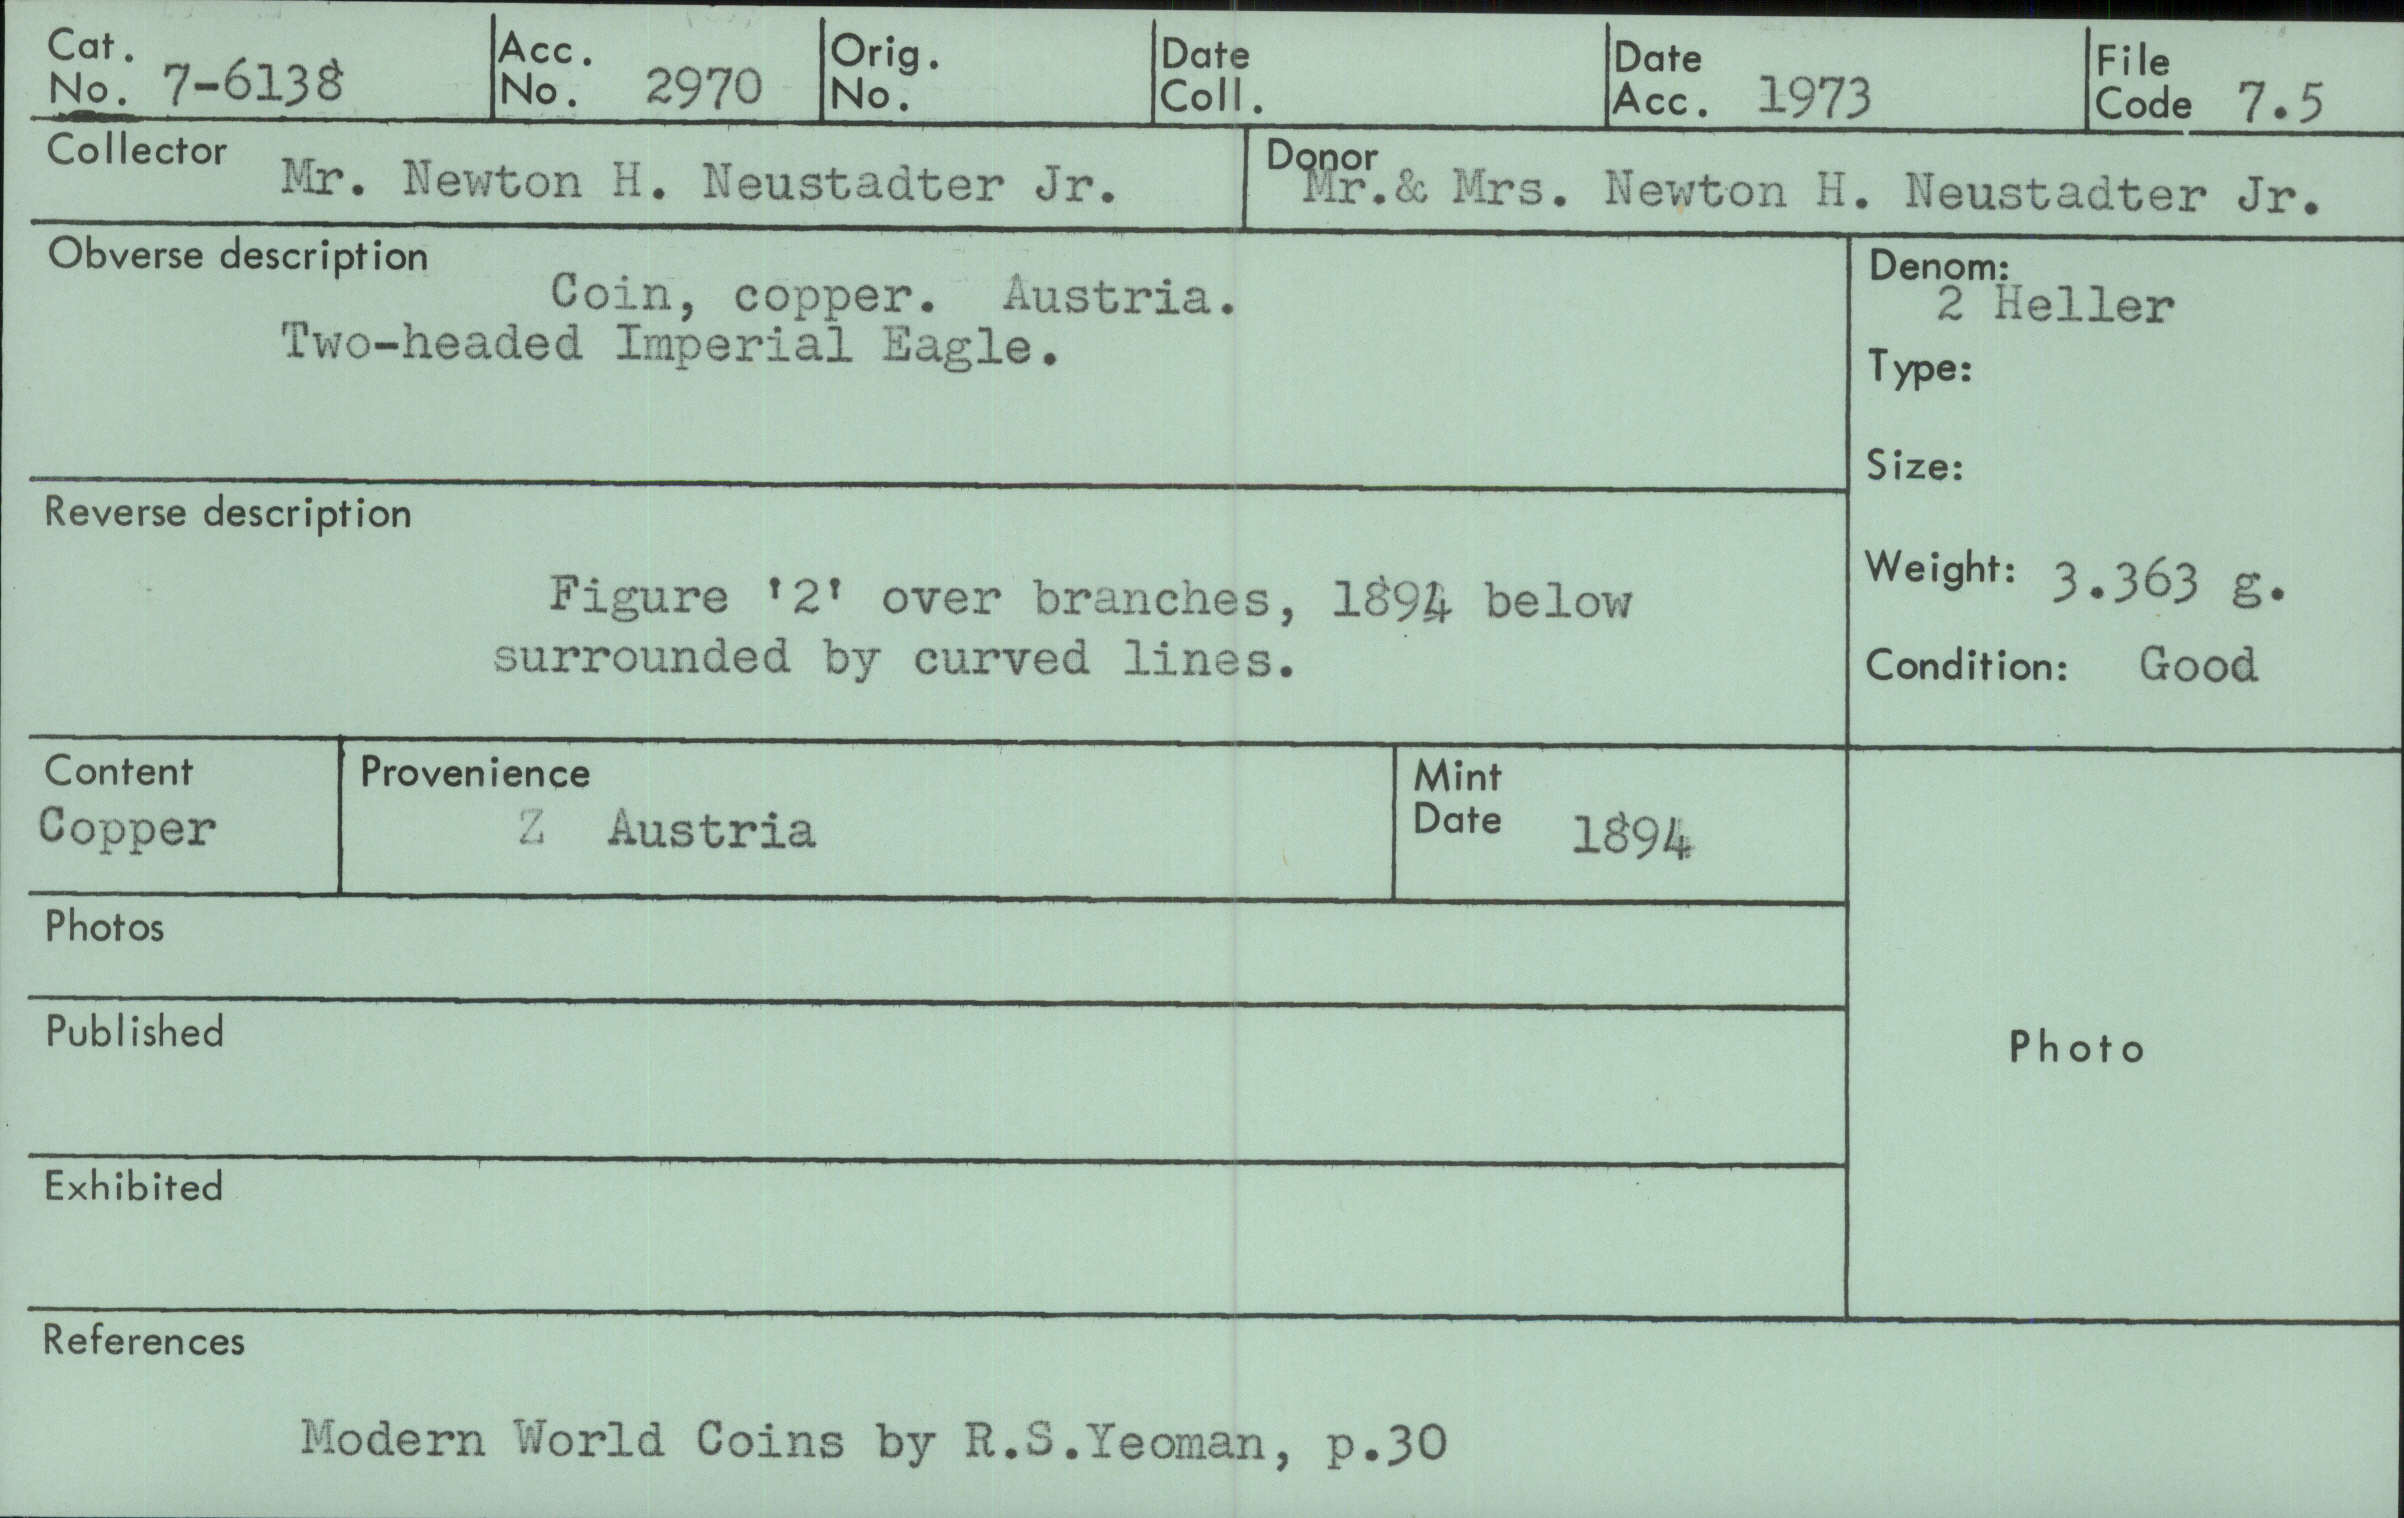 Cat. No. 7-6138
Acc. No. 2970
Orig. No.
Date Coll.
Date Acc. 1973
File Code 7.5
Collector Mr. Newton H. Neustadter Jr.
Donor Mr.& Mrs. Newton H. Neustadter Jr.
Obverse description
Coin, copper. Austria.
Two-headed Imperial Eagle.
Denom:
2 Heller
Type:
Size:
Reverse description
Figure '2' over branches, 1894 below
surrounded by curved lines.
Weight: 3.363 g.
Condition: Good
Content
Copper
Provenience
Z Austria
Mint
Date 1894
Photos
Published
Photo
Exhibited
References
Modern World Coins by R.S.Yeoman, p.30